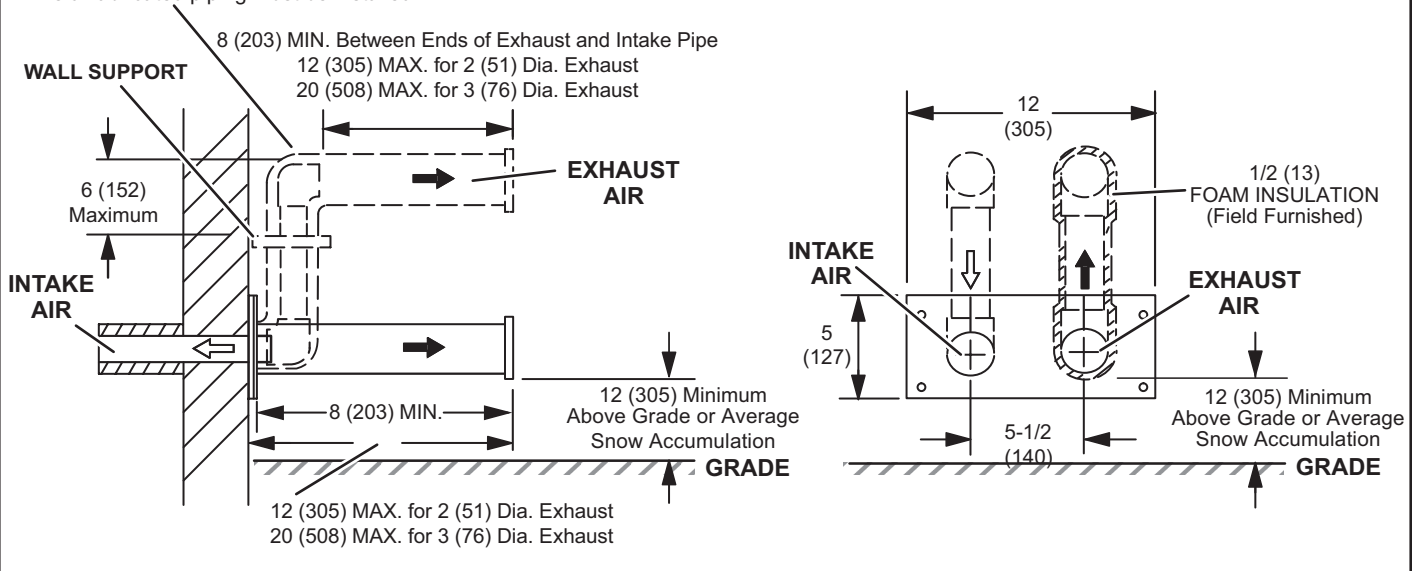 8 (203) MIN. Between Ends of Exhaust and Intake Pipe
12 (305) MAX. for 2 (51) Dia. Exhaust
20 (508) MAX. for 3 (76) Dia. Exhaust
WALL SUPPORT
6 (152)
Maximum
EXHAUST
AIR
INTAKE
AIR
8 (203) MIN.
12 (305) Minimum
Above Grade or Average
Snow Accumulation
GRADE
12 (305) MAX. for 2 (51) Dia. Exhaust
20 (508) MAX. for 3 (76) Dia. Exhaust
12
(305)
1/2 (13)
FOAM INSULATION
(Field Furnished)
INTAKE
AIR
EXHAUST
AIR
5
(127)
5-1/2
(140)
12 (305) Minimum
Above Grade or Average
Snow Accumulation
GRADE